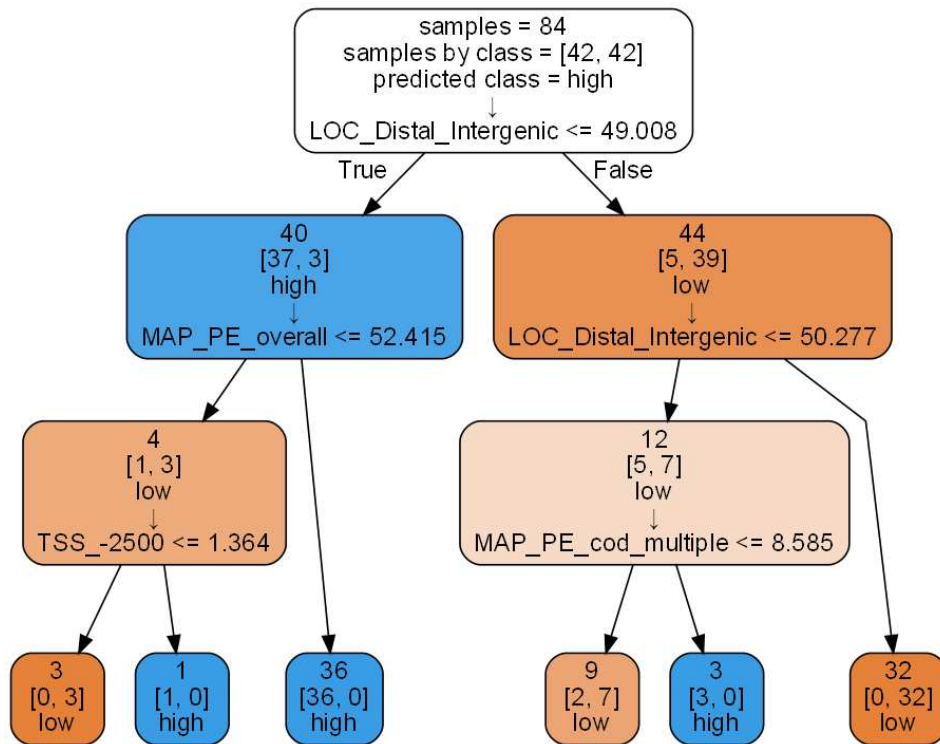 samples = 84
samples by class = [42, 42]
predicted class = high
↓
LOC_Distal_Intergenic <= 49.008
True
False
40
[37, 3]
high
↓
MAP_PE_overall <= 52.415
44
[5, 39]
low
↓
LOC_Distal_Intergenic <= 50.277
4
[1, 3]
low
↓
TSS_-2500 <= 1.364
12
[5, 7]
low
↓
MAP_PE_cod_multiple <= 8.585
3
[0, 3]
low
1
[1, 0]
high
36
[36, 0]
high
9
[2, 7]
low
3
[3, 0]
high
32
[0, 32]
low